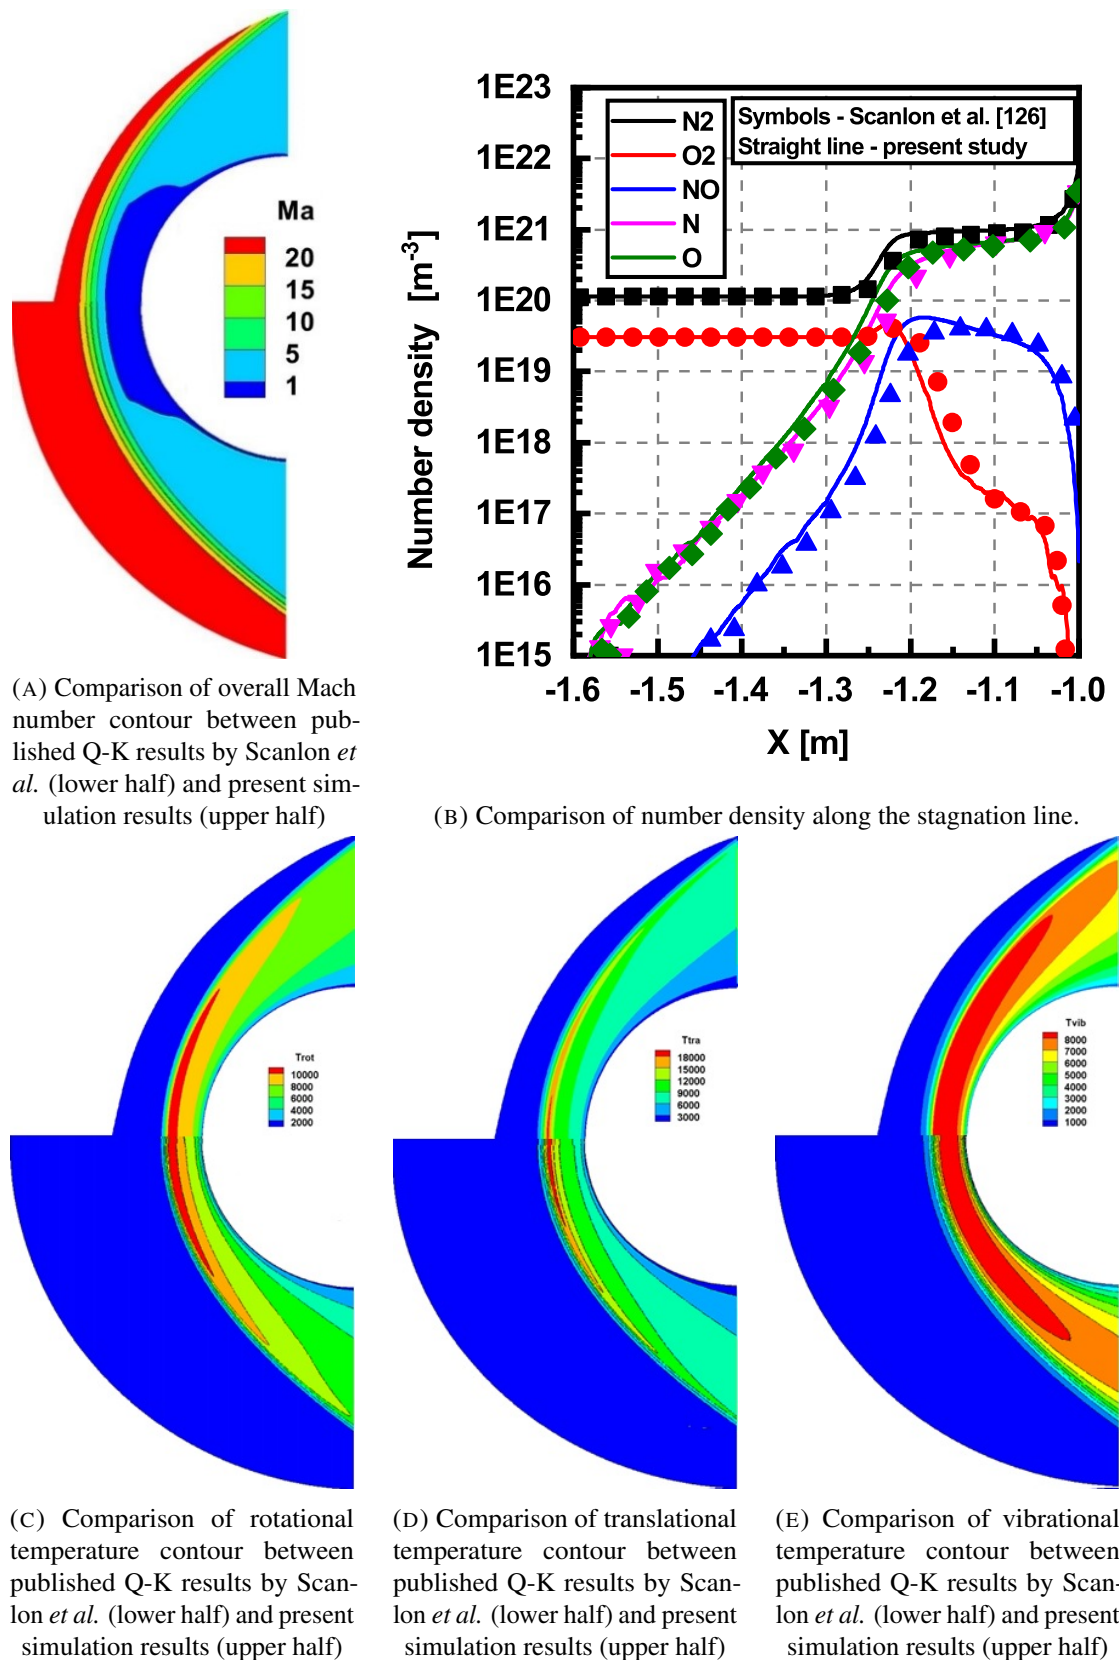 Ma
20
15
10
5
1
(A) Comparison of overall Mach
number contour between pub-
lished Q-K results by Scanlon et
al. (lower half) and present sim-
ulation results (upper half)
Number density [m-3]
1E23
1E22
1E21
1E20
1E19
1E18
1E17
1E16
1E15
N2
O2
NO
N
O
Symbols - Scanlon et al. [126]
Straight line - present study
-1.6 -1.5 -1.4 -1.3 -1.2 -1.1 -1.0
X [m]
(B) Comparison of number density along the stagnation line.
Trot
10000
8000
6000
4000
2000
(C) Comparison of rotational
temperature contour between
published Q-K results by Scan-
lon et al. (lower half) and present
simulation results (upper half)
Ttra
18000
15000
12000
9000
6000
3000
(D) Comparison of translational
temperature contour between
published Q-K results by Scan-
lon et al. (lower half) and present
simulation results (upper half)
Tvib
8000
7000
6000
5000
4000
3000
2000
1000
(E) Comparison of vibrational
temperature contour between
published Q-K results by Scan-
lon et al. (lower half) and present
simulation results (upper half)